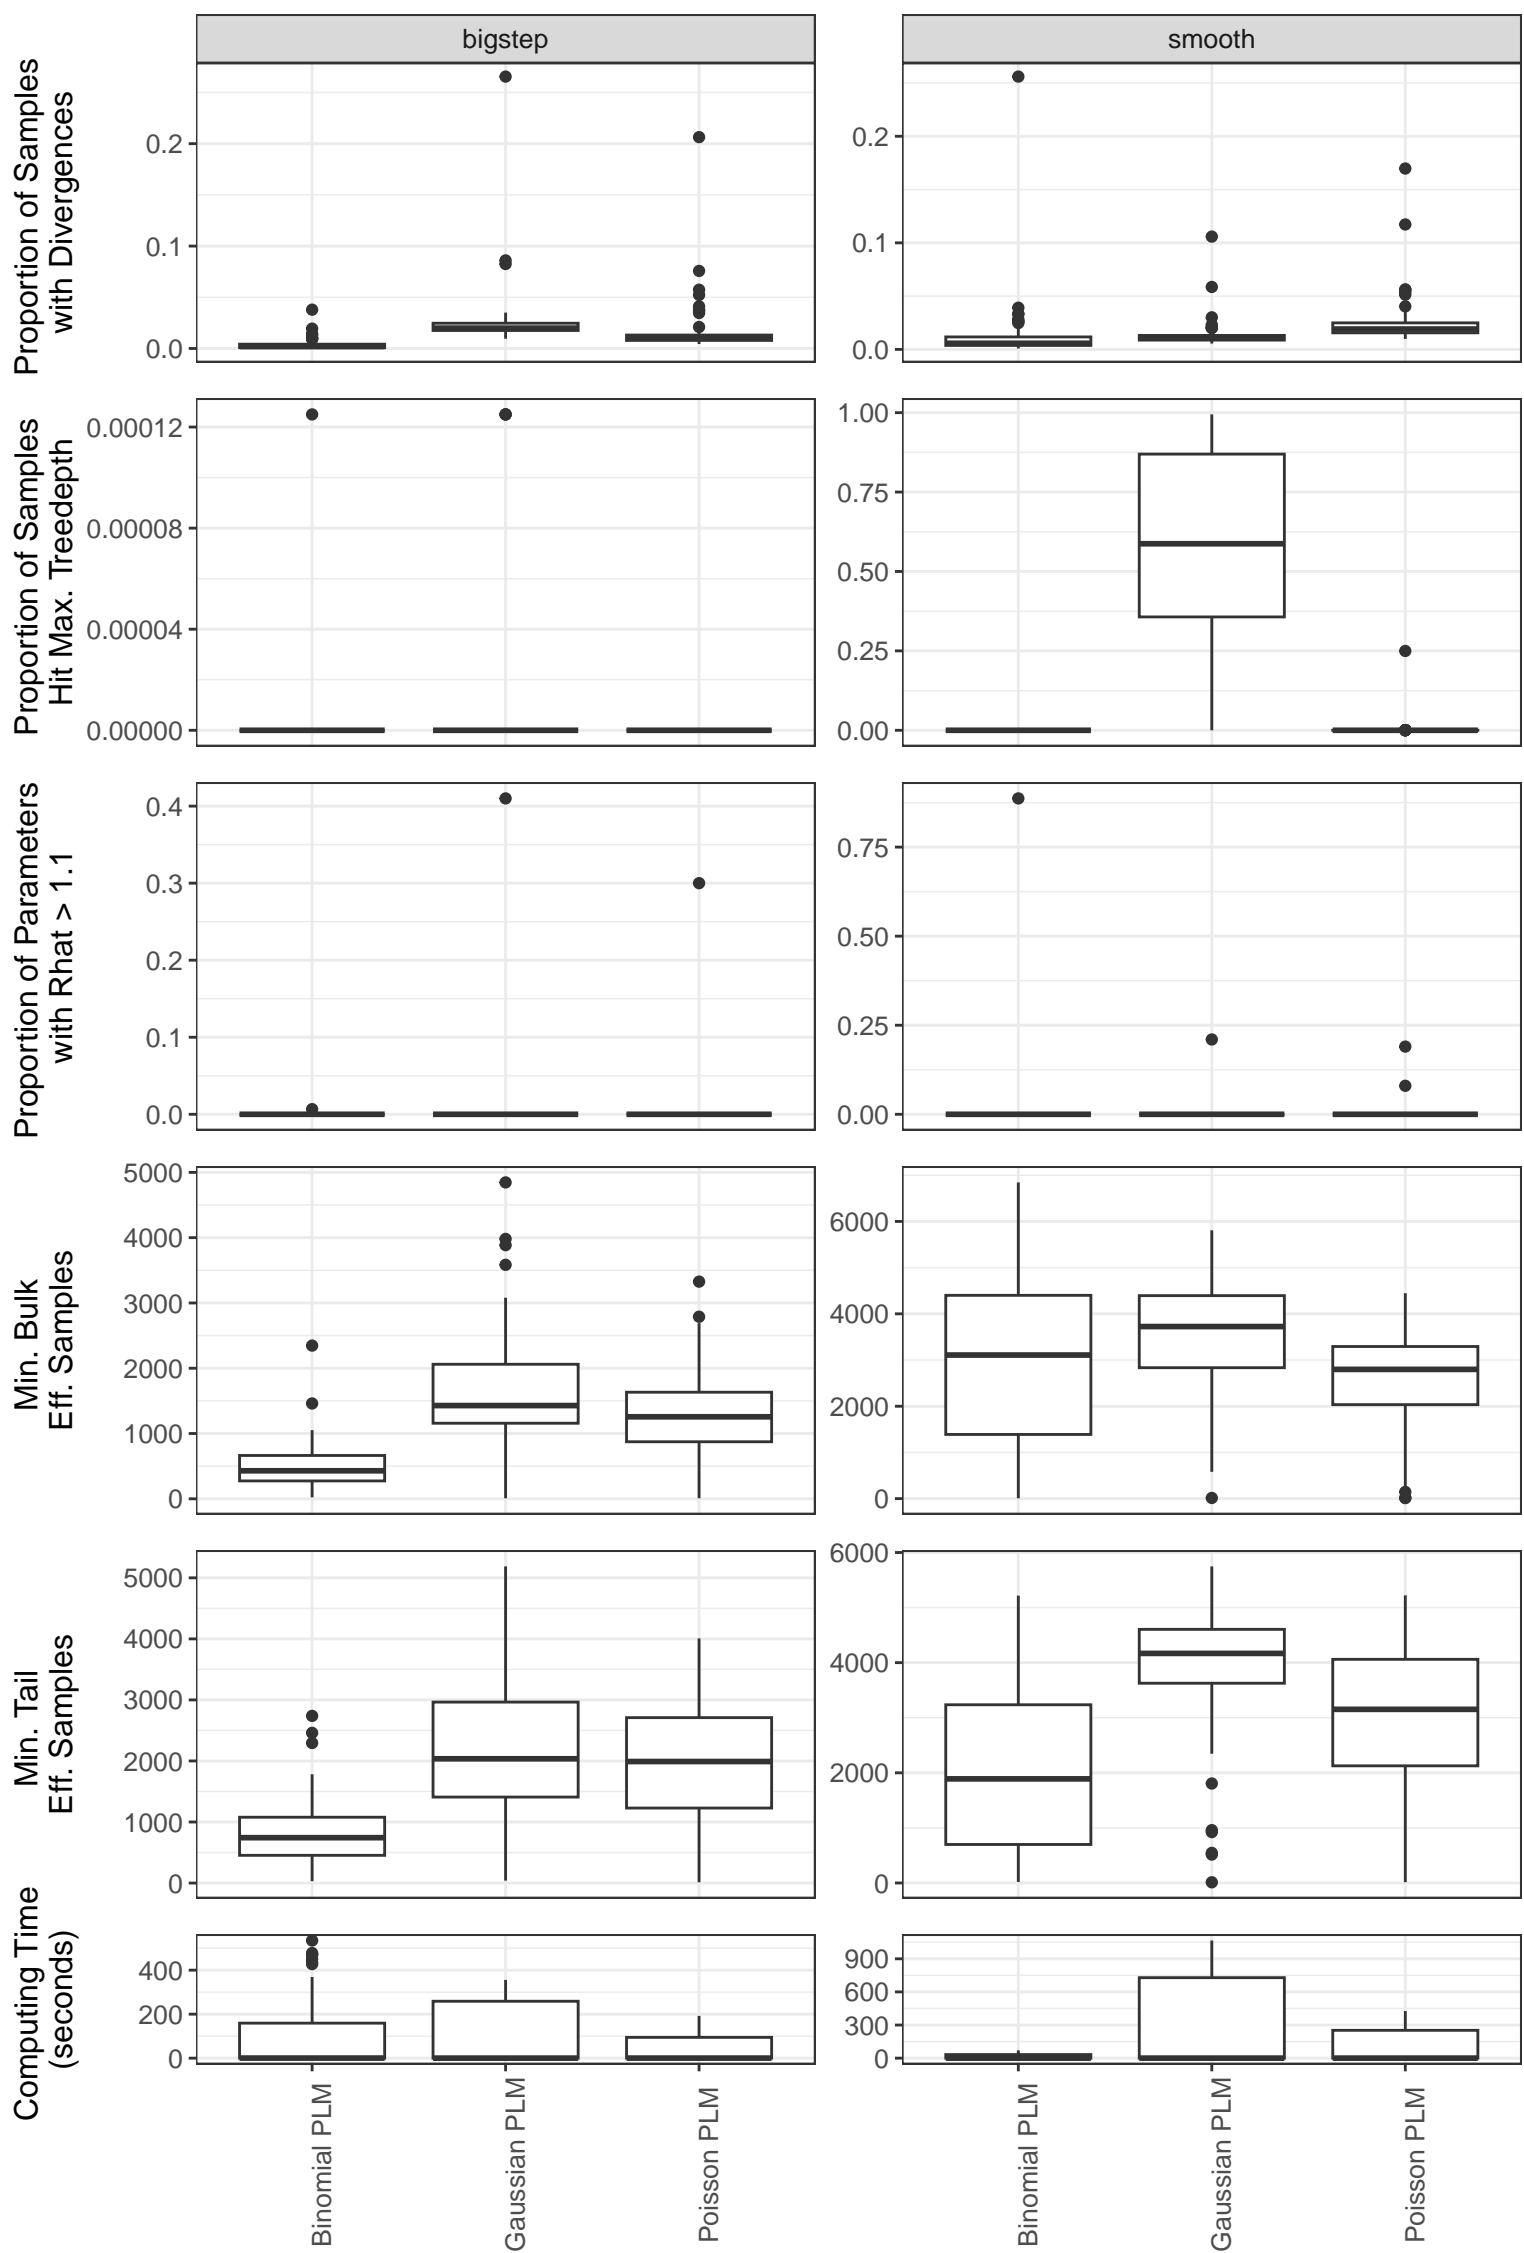 bigstep
smooth
Proportion of Samples
with Divergences
0.2
0.1
0.0
0.2
0.1
0.0
Proportion of Samples
Hit Max. Treedepth
0.00012
0.00008
0.00004
0.00000
1.00
0.75
0.50
0.25
0.00
Proportion of Parameters
with Rhat > 1.1
0.4
0.3
0.2
0.1
0.0
0.75
0.50
0.25
0.00
Min. Bulk
Eff. Samples
5000
4000
3000
2000
1000
0
6000
4000
2000
0
Min. Tail
Eff. Samples
5000
4000
3000
2000
1000
0
6000
4000
2000
0
Computing Time
(seconds)
400
200
0
900
600
300
0
Binomial PLM
Gaussian PLM
Poisson PLM
Binomial PLM
Gaussian PLM
Poisson PLM